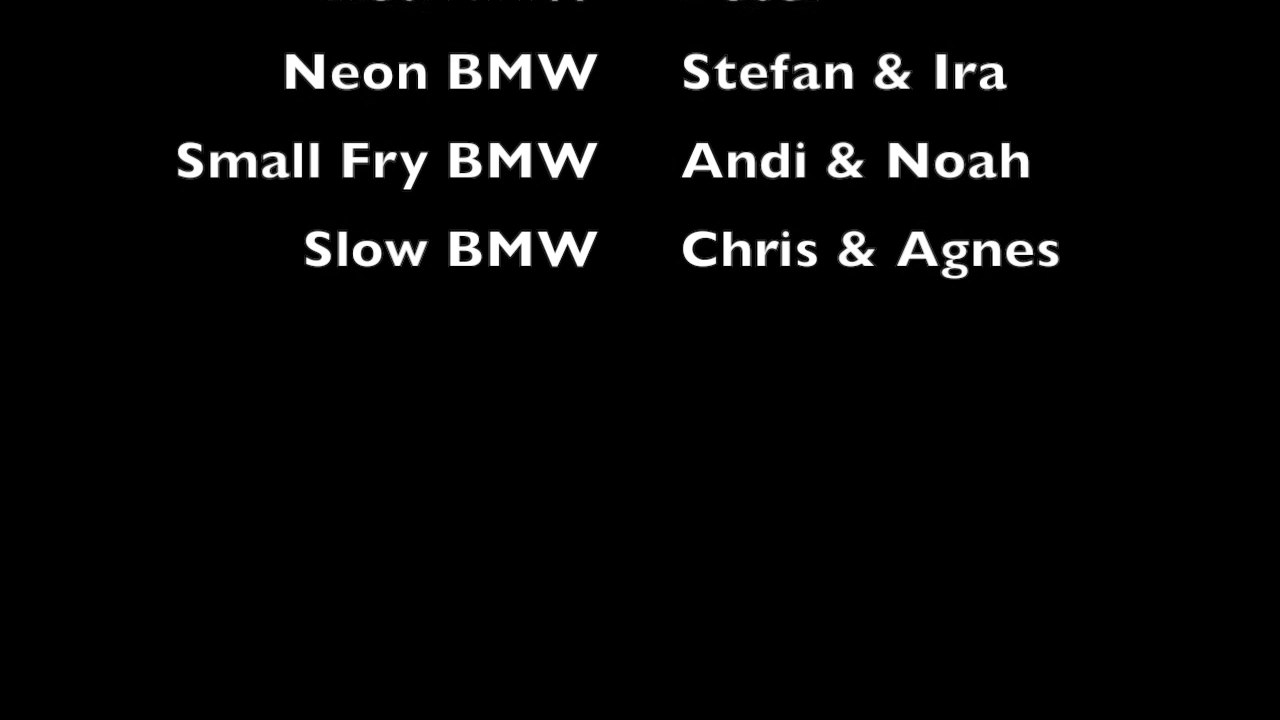 Neon BMW Stefan & Ira
Small Fry BMW Andi & Noah
Slow BMW Chris & Agnes